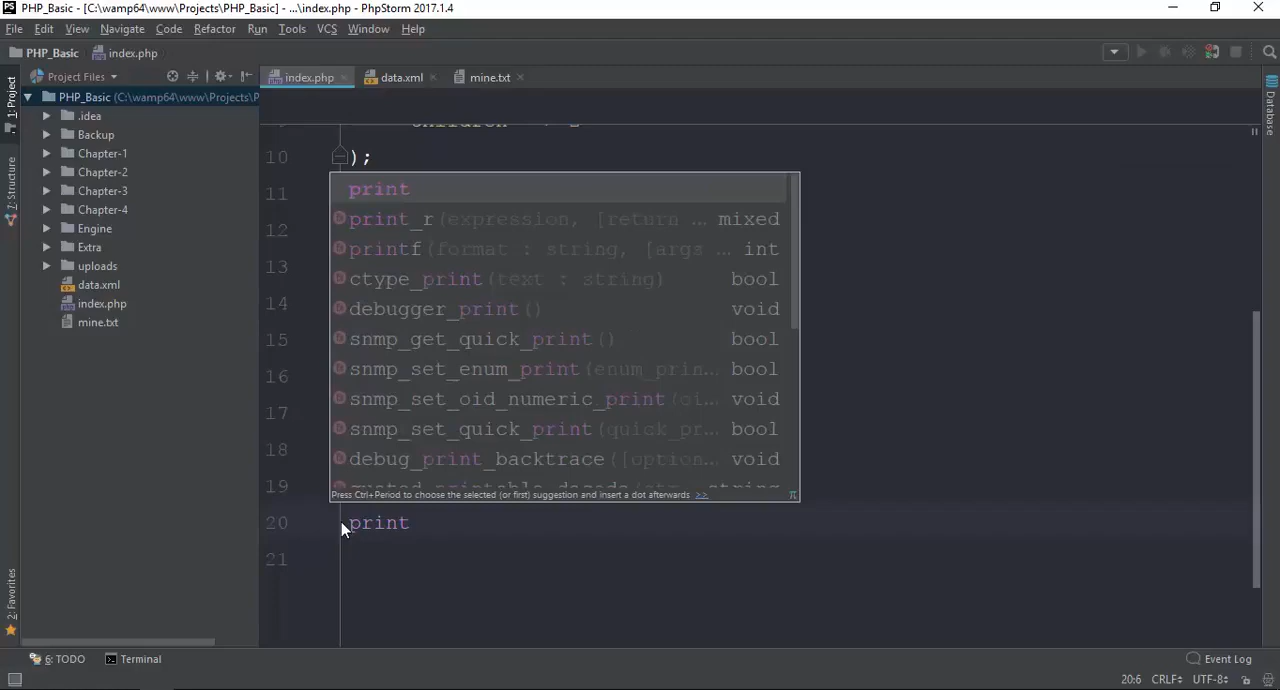 PS PHP_Basic - [C:\wamp64\www\Projects\PHP_Basic] - ...\index.php - PhpStorm 2017.1.4
File Edit View Navigate Code Refactor Run Tools VCS Window Help
PHP_Basic index.php
1: Project
7: Structure
2: Favorites
Project Files
PHP_Basic (C:\wamp64\www\Projects\P
.idea
Backup
Chapter-1
Chapter-2
Chapter-3
Chapter-4
Engine
Extra
uploads
data.xml
index.php
mine.txt
index.php data.xml mine.txt
10 );
11
12
13
14
15
16
17
18
19
20 print
21
print
print_r(expression, [return ... mixed
printf(format : string, [args ... int
ctype_print(text : string) bool
debugger_print() void
snmp_get_quick_print() bool
snmp_set_enum_print(enum_prin... bool
snmp_set_oid_numeric_print(oi... void
snmp_set_quick_print(quick_pr... bool
debug_print_backtrace([option... void
Press Ctrl+Period to choose the selected (or first) suggestion and insert a dot afterwards >> π
Database
6: TODO Terminal Event Log
20:6 CRLF UTF-8